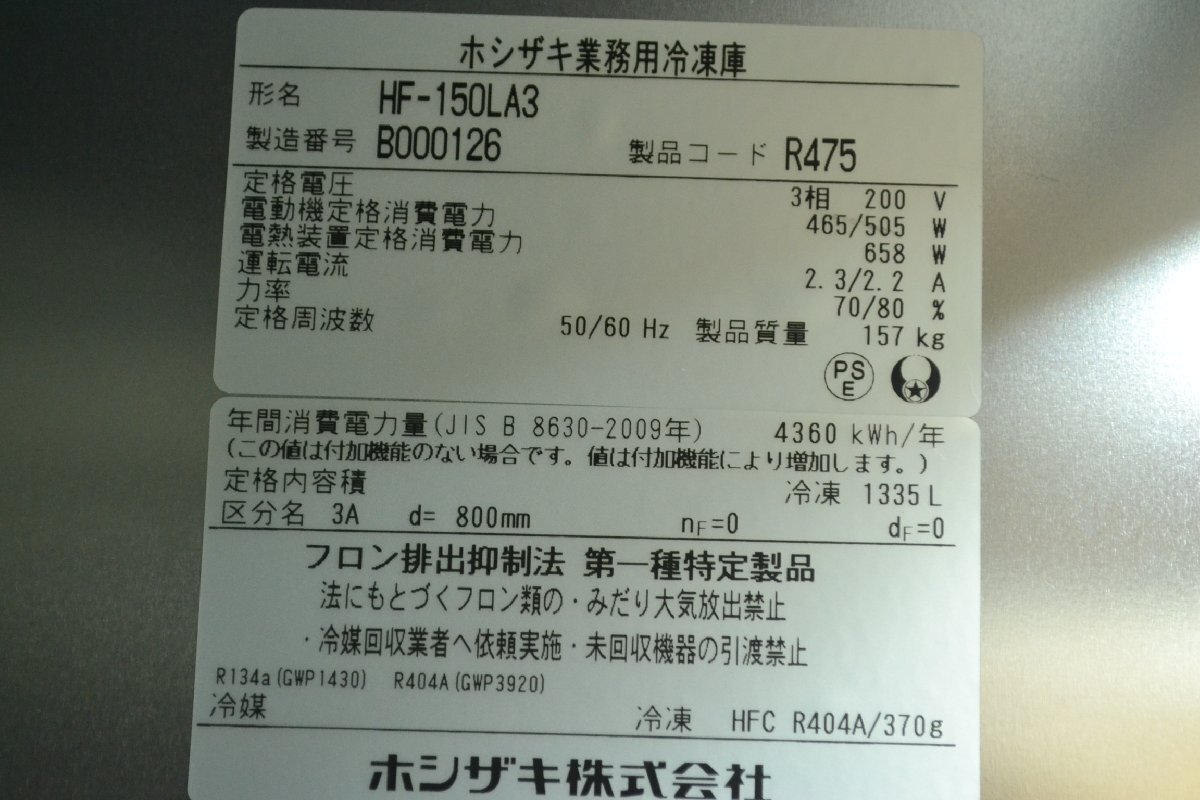 ホシザキ業務用冷凍庫
形名 HF-150LA3
製造番号 B000126 製品コード R475
定格電圧 3相 200 V
電動機定格消費電力 465/505 W
電熱装置定格消費電力 658 W
運転電流 2.3/2.2 A
力率 70/80 %
定格周波数 50/60 Hz 製品質量 157 kg
PS E
年間消費電力量(JIS B 8630-2009年) 4360 kWh/年
(この値は付加機能のない場合です。値は付加機能により増加します。)
定格内容積 冷凍 1335 L
区分名 3A d= 800mm nF=0 dF=0
フロン排出抑制法 第一種特定製品
法にもとづくフロン類の・みだり大気放出禁止
・冷媒回収業者へ依頼実施・未回収機器の引渡禁止
R134a(GWP1430) R404A(GWP3920)
冷媒 冷凍 HFC R404A/370g
ホシザキ株式会社